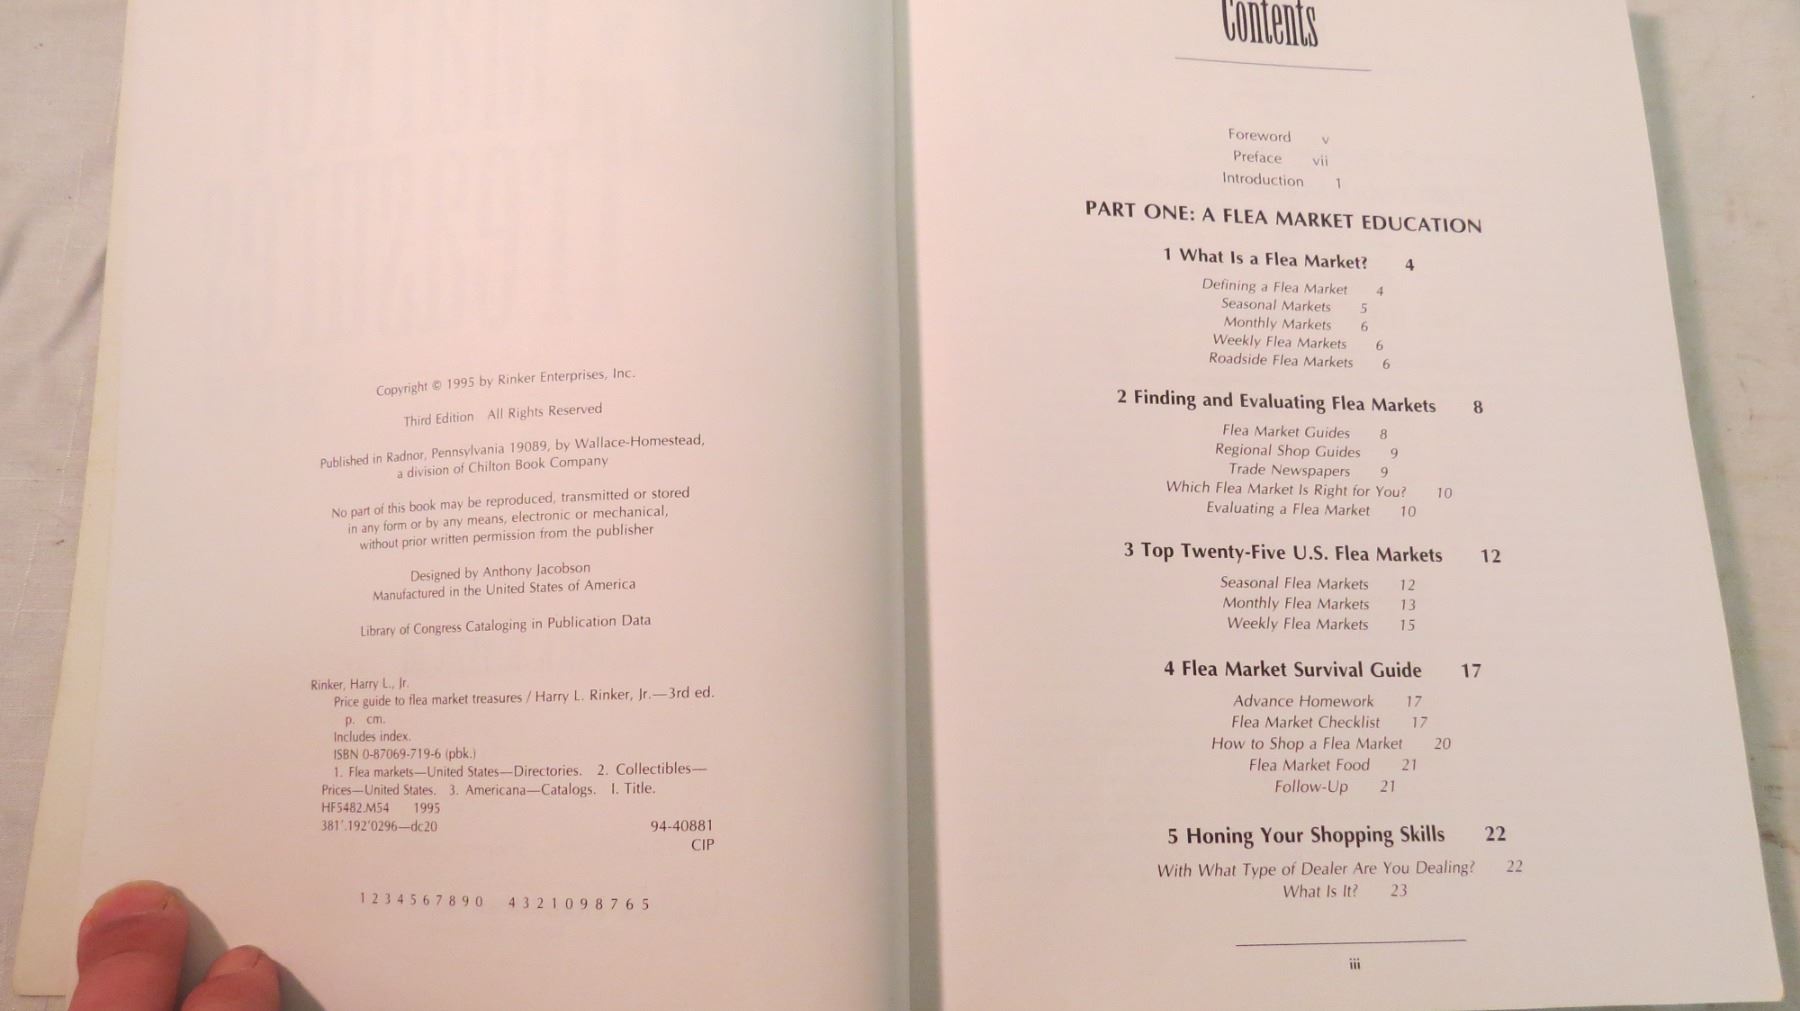 Copyright © 1995 by Rinker Enterprises, Inc.
Third Edition All Rights Reserved
Published in Radnor, Pennsylvania 19089, by Wallace-Homestead,
a division of Chilton Book Company
No part of this book may be reproduced, transmitted or stored
in any form or by any means, electronic or mechanical,
without prior written permission from the publisher
Designed by Anthony Jacobson
Manufactured in the United States of America
Library of Congress Cataloging in Publication Data
Rinker, Harry L., Jr.
Price guide to flea market treasures / Harry L. Rinker, Jr.—3rd ed.
p. cm.
Includes index.
ISBN 0-87069-719-6 (pbk.)
1. Flea markets—United States—Directories. 2. Collectibles—
Prices—United States. 3. Americana—Catalogs. I. Title.
HF5482.M54 1995
381'.192'0296—dc20 94-40881
CIP
1 2 3 4 5 6 7 8 9 0 4 3 2 1 0 9 8 7 6 5
Contents
Foreword v
Preface vii
Introduction 1
PART ONE: A FLEA MARKET EDUCATION
1 What Is a Flea Market? 4
Defining a Flea Market 4
Seasonal Markets 5
Monthly Markets 6
Weekly Flea Markets 6
Roadside Flea Markets 6
2 Finding and Evaluating Flea Markets 8
Flea Market Guides 8
Regional Shop Guides 9
Trade Newspapers 9
Which Flea Market Is Right for You? 10
Evaluating a Flea Market 10
3 Top Twenty-Five U.S. Flea Markets 12
Seasonal Flea Markets 12
Monthly Flea Markets 13
Weekly Flea Markets 15
4 Flea Market Survival Guide 17
Advance Homework 17
Flea Market Checklist 17
How to Shop a Flea Market 20
Flea Market Food 21
Follow-Up 21
5 Honing Your Shopping Skills 22
With What Type of Dealer Are You Dealing? 22
What Is It? 23
iii